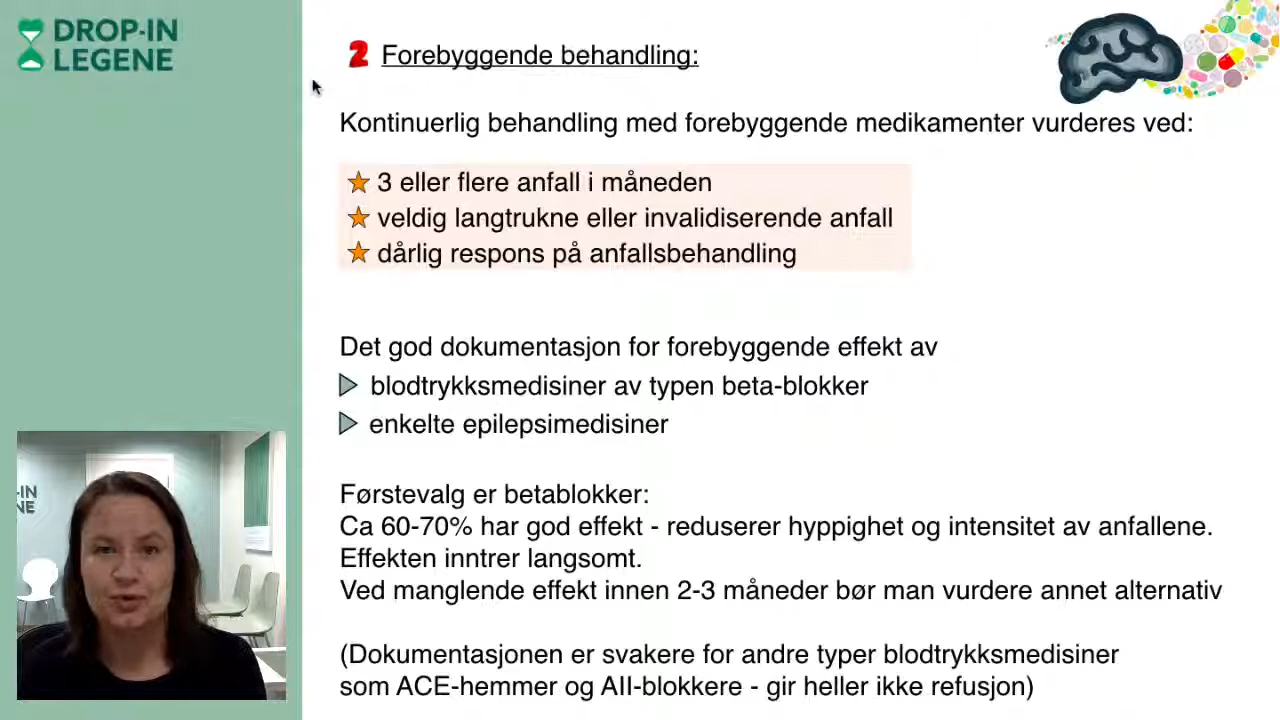 DROP-IN
LEGENE
2 Forebyggende behandling:
Kontinuerlig behandling med forebyggende medikamenter vurderes ved:
3 eller flere anfall i måneden
veldig langtrukne eller invalidiserende anfall
dårlig respons på anfallsbehandling
Det god dokumentasjon for forebyggende effekt av
blodtrykksmedisiner av typen beta-blokker
enkelte epilepsimedisiner
Førstevalg er betablokker:
Ca 60-70% har god effekt - reduserer hyppighet og intensitet av anfallene.
Effekten inntrer langsomt.
Ved manglende effekt innen 2-3 måneder bør man vurdere annet alternativ
(Dokumentasjonen er svakere for andre typer blodtrykksmedisiner
som ACE-hemmer og AII-blokkere - gir heller ikke refusjon)
-IN
NE